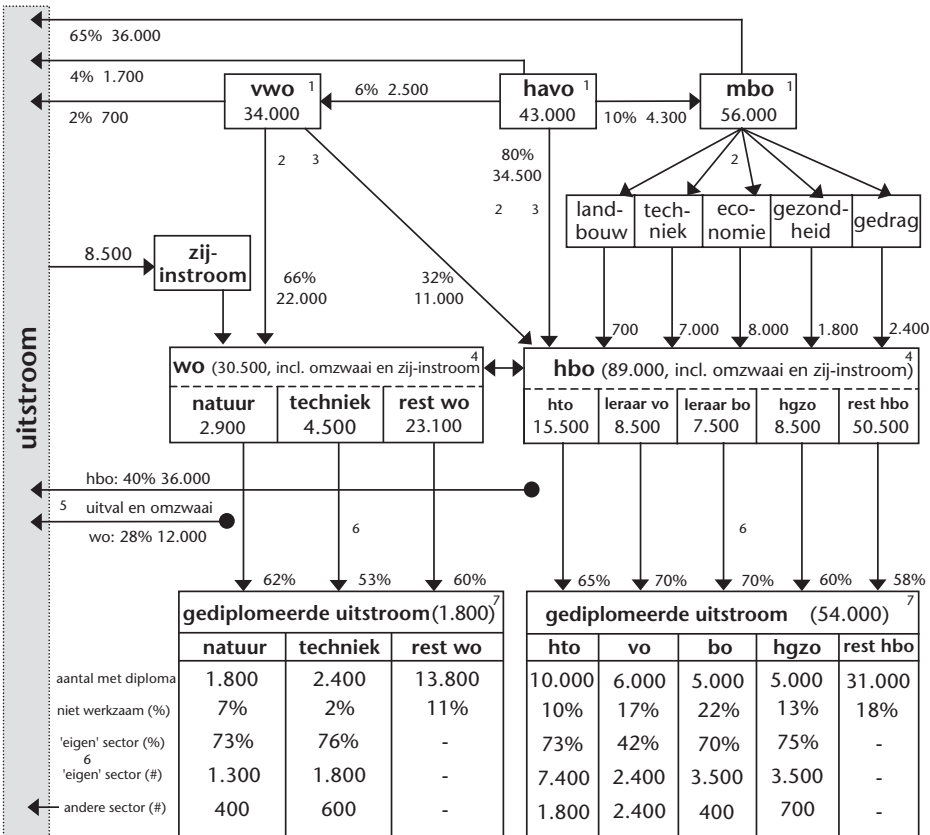 65% 36.000
4% 1.700
vwo 1
34.000
6% 2.500
havo 1
43.000
mbo 1
56.000
2% 700
10% 4.300
2 3
80%
34.500
2 3
2
land-
bouw
tech-
niek
eco-
nomie
gezond-
heid
gedrag
8.500
zij-
instroom
66%
22.000
32%
11.000
700
7.000
8.000
1.800
2.400
uitstroom
wo (30.500, incl. omzwaai en zij-instroom 4
natuur
2.900
techniek
4.500
rest wo
23.100
hbo (89.000, incl. omzwaai en zij-instroom) 4
hto
15.500
leraar vo
8.500
leraar bo
7.500
hgzo
8.500
rest hbo
50.500
hbo: 40% 36.000
5 uitval en omzwaai
wo: 28% 12.000
6
6
62% 53% 60%
65% 70% 70% 60% 58%
gediplomeerde uitstroom (1.800) 7
gediplomeerde uitstroom (54.000) 7
natuur techniek rest wo hto vo bo hgzo rest hbo
aantal met diploma 1.800 2.400 13.800 10.000 6.000 5.000 5.000 31.000
niet werkzaam (%) 7% 2% 11% 10% 17% 22% 13% 18%
'eigen' sector (%) 73% 76% - 73% 42% 70% 75% -
6
'eigen' sector (#) 1.300 1.800 - 7.400 2.400 3.500 3.500 -
andere sector (#) 400 600 - 1.800 2.400 400 700 -